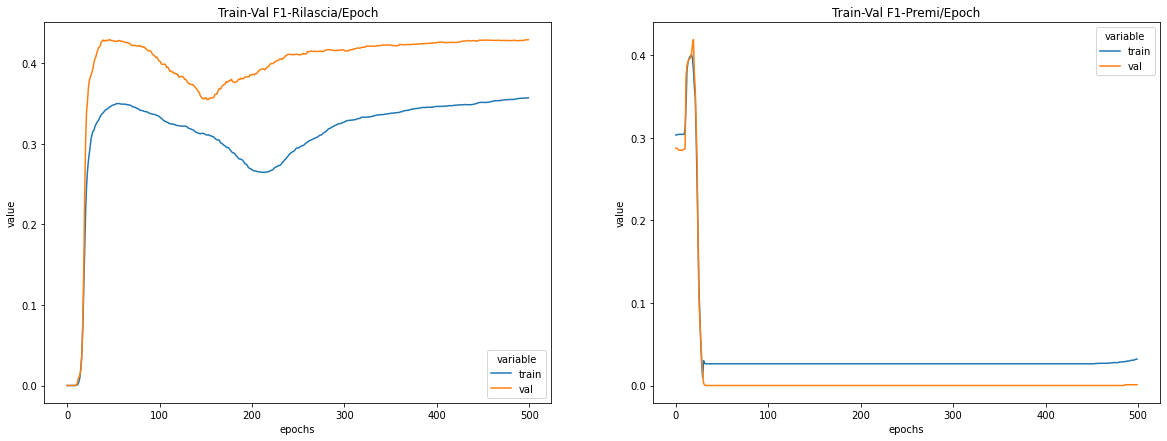 Train-Val F1-Rilascia/Epoch
value
0.4
0.3
0.2
0.1
0.0
0 100 200 300 400 500
epochs
variable
train
val
Train-Val F1-Premi/Epoch
value
0.4
0.3
0.2
0.1
0.0
0 100 200 300 400 500
epochs
variable
train
val